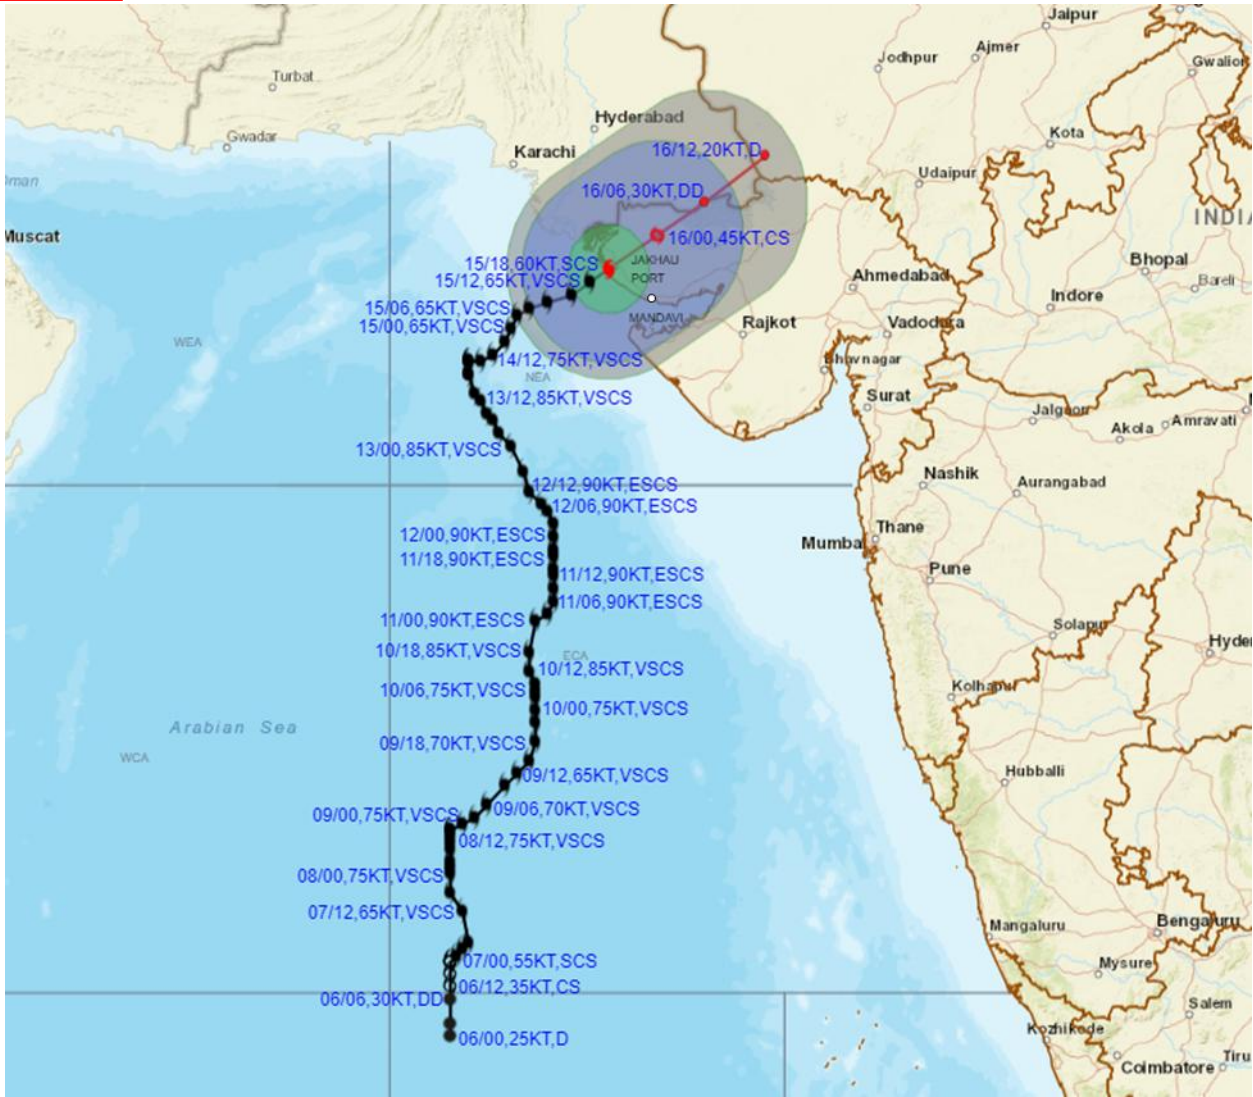 Jaipur
Ajmer
Jodhpur
Gwalior
Turbat
Hyderabad
Kota
Gwadar
Karachi
16/12,20KT,D
Udaipur
16/06,30KT,DD
INDIA
Muscat
16/00,45KT,CS
15/18,60KT,SCS
JAKHAU
PORT
Bhopal
15/12,65KT,VSCS
Ahmedabad
Bareli
Indore
15/06,65KT,VSCS
MANDAVI
Rajkot
Vadodara
15/00,65KT,VSCS
WEA
14/12,75KT,VSCS
Bhavnagar
NEA
13/12,85KT,VSCS
Surat
Jalgaon
Amravati
Akola
13/00,85KT,VSCS
Nashik
12/12,90KT,ESCS
Aurangabad
12/06,90KT,ESCS
Thane
12/00,90KT,ESCS
Mumbai
11/18,90KT,ESCS
11/12,90KT,ESCS
Pune
11/06,90KT,ESCS
11/00,90KT,ESCS
Solapur
Hyder
10/18,85KT,VSCS
ECA
10/12,85KT,VSCS
10/06,75KT,VSCS
Kolhapur
10/00,75KT,VSCS
Arabian Sea
09/18,70KT,VSCS
WCA
09/12,65KT,VSCS
Hubballi
09/06,70KT,VSCS
09/00,75KT,VSCS
08/12,75KT,VSCS
08/00,75KT,VSCS
07/12,65KT,VSCS
Mangaluru
Bengaluru
07/00,55KT,SCS
Mysure
06/12,35KT,CS
06/06,30KT,DD
Salem
Kozhikode
06/00,25KT,D
Coimbatore
Tiru